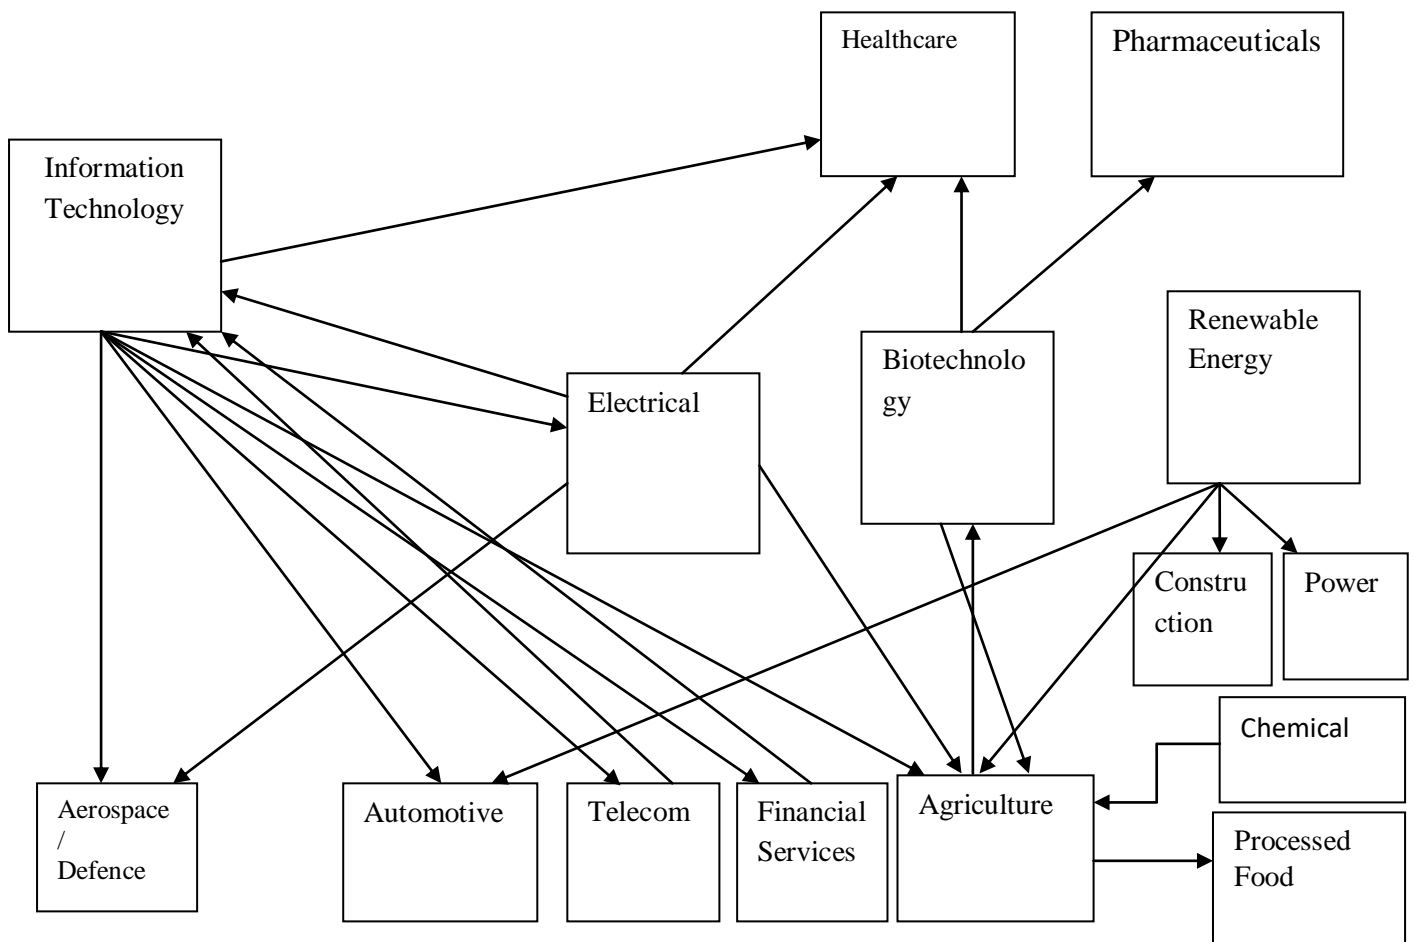 Healthcare
Pharmaceuticals
Information
Technology
Renewable
Energy
Biotechnolo
gy
Electrical
Constru
ction
Power
Chemical
Aerospace
/
Defence
Automotive
Telecom
Financial
Services
Agriculture
Processed
Food